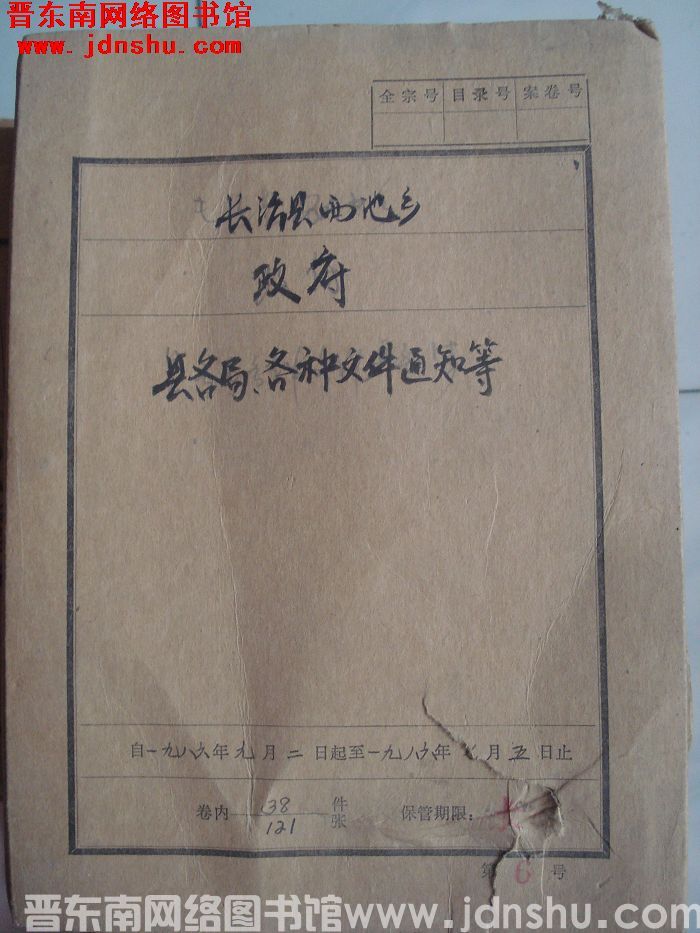 晋东南网络图书馆
www.jdnshu.com
全宗号 目录号 案卷号
长治县西池乡
政府
县各局、各种文件通知等
自一九八六年九月二日起至一九八六年 月五日止
卷内 38 件
121 张
保管期限:
第 6 号
晋东南网络图书馆www.jdnshu.com